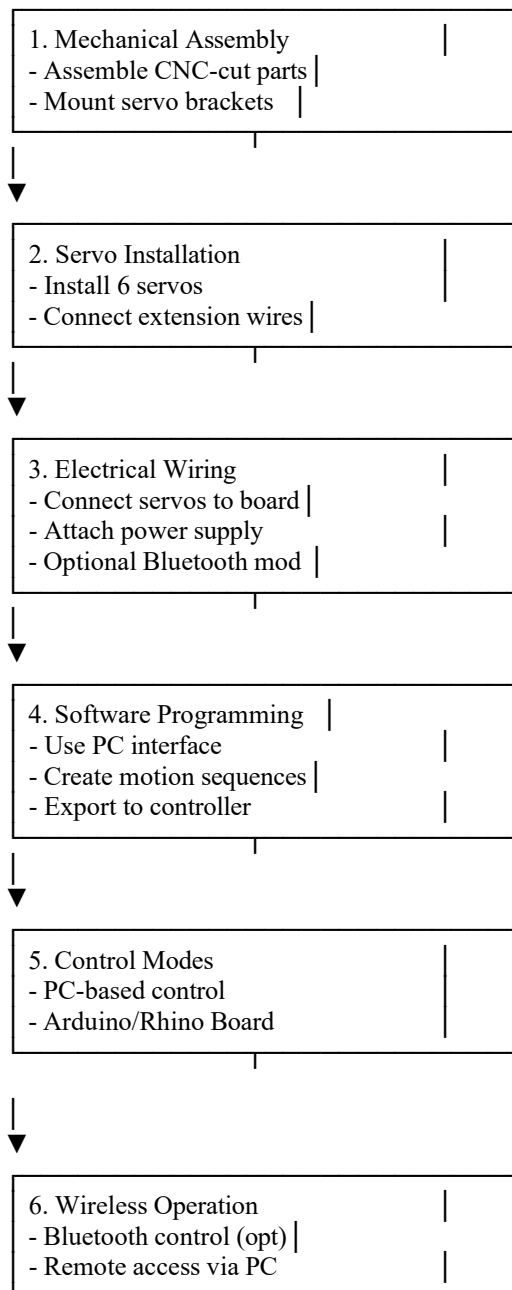 1. Mechanical Assembly
- Assemble CNC-cut parts
- Mount servo brackets
2. Servo Installation
- Install 6 servos
- Connect extension wires
3. Electrical Wiring
- Connect servos to board
- Attach power supply
- Optional Bluetooth mod
4. Software Programming
- Use PC interface
- Create motion sequences
- Export to controller
5. Control Modes
- PC-based control
- Arduino/Rhino Board
6. Wireless Operation
- Bluetooth control (opt)
- Remote access via PC